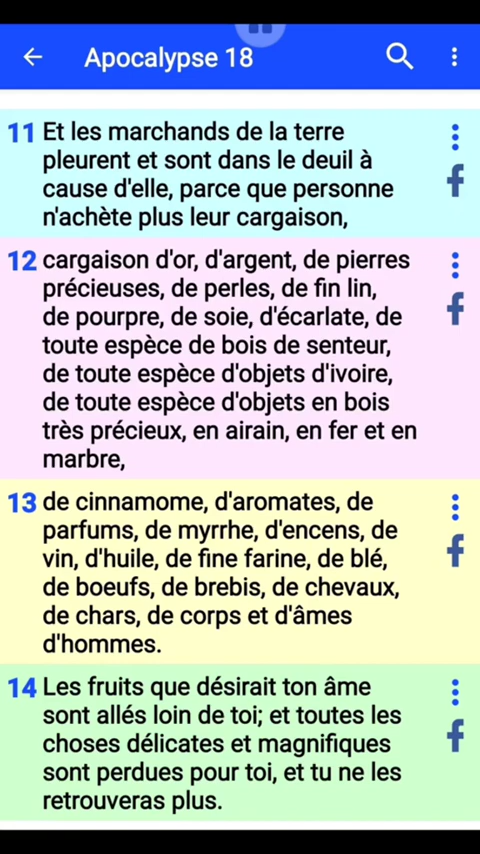 Apocalypse 18
11 Et les marchands de la terre
pleurent et sont dans le deuil à
cause d'elle, parce que personne
n'achète plus leur cargaison,
12 cargaison d'or, d'argent, de pierres
précieuses, de perles, de fin lin,
de pourpre, de soie, d'écarlate, de
toute espèce de bois de senteur,
de toute espèce d'objets d'ivoire,
de toute espèce d'objets en bois
très précieux, en airain, en fer et en
marbre,
13 de cinnamome, d'aromates, de
parfums, de myrrhe, d'encens, de
vin, d'huile, de fine farine, de blé,
de boeufs, de brebis, de chevaux,
de chars, de corps et d'âmes
d'hommes.
14 Les fruits que désirait ton âme
sont allés loin de toi; et toutes les
choses délicates et magnifiques
sont perdues pour toi, et tu ne les
retrouveras plus.